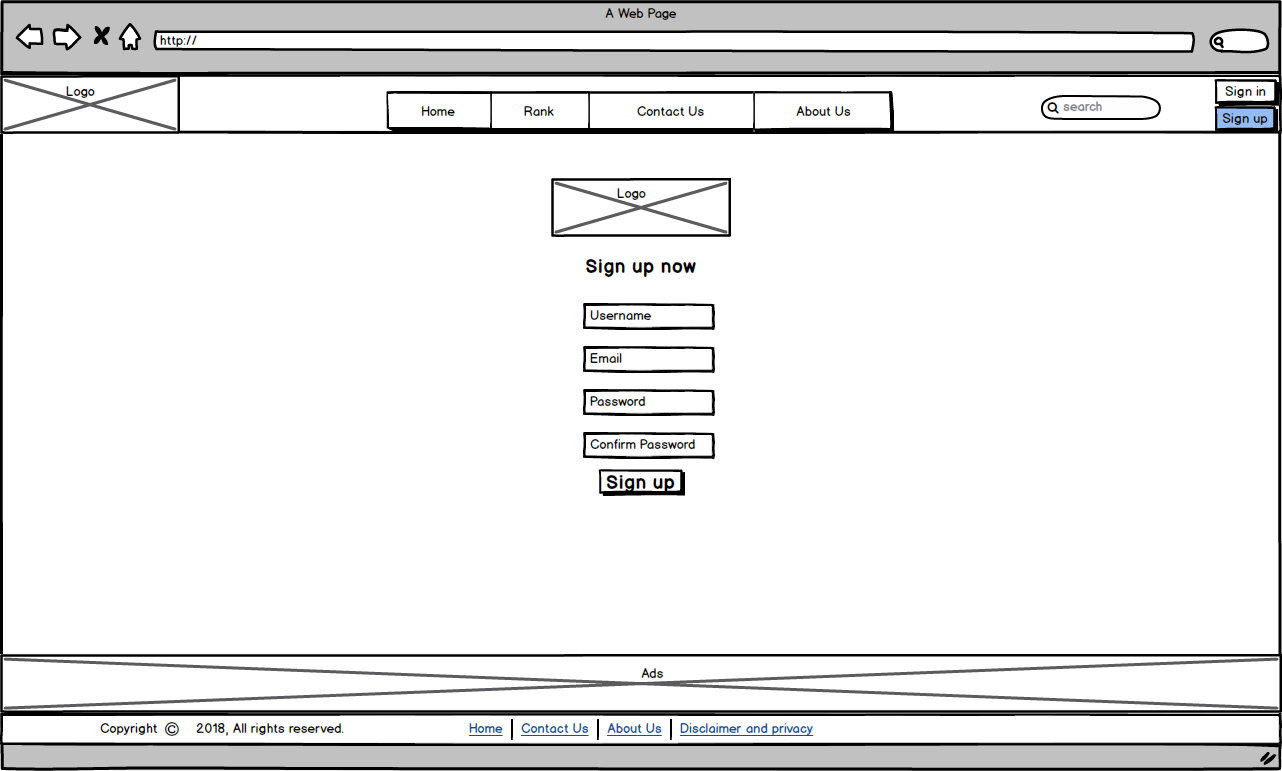 A Web Page
http://
Logo
Home Rank Contact Us About Us
search
Sign in
Sign up
Logo
Sign up now
Username
Email
Password
Confirm Password
Sign up
Ads
Copyright © 2018, All rights reserved. Home Contact Us About Us Disclaimer and privacy